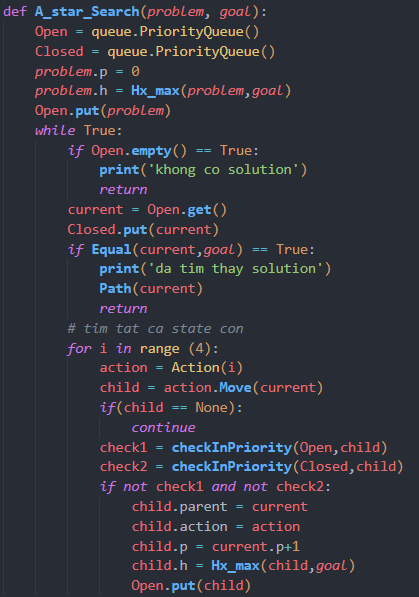 def A_star_Search(problem, goal):
    Open = queue.PriorityQueue()
    Closed = queue.PriorityQueue()
    problem.p = 0
    problem.h = Hx_max(problem,goal)
    Open.put(problem)
    while True:
        if Open.empty() == True:
            print('khong co solution')
            return
        current = Open.get()
        Closed.put(current)
        if Equal(current,goal) == True:
            print('da tim thay solution')
            Path(current)
            return
        # tim tat ca state con
        for i in range (4):
            action = Action(i)
            child = action.Move(current)
            if(child == None):
                continue
            check1 = checkInPriority(Open,child)
            check2 = checkInPriority(Closed,child)
            if not check1 and not check2:
                child.parent = current
                child.action = action
                child.p = current.p+1
                child.h = Hx_max(child,goal)
                Open.put(child)